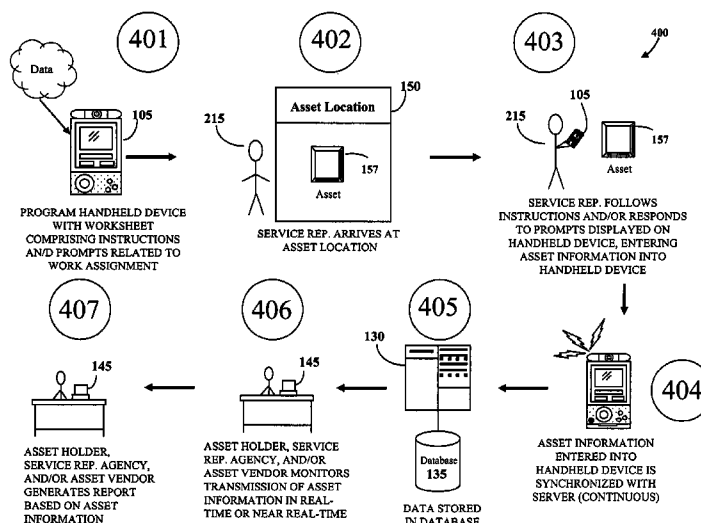 401
402
403
400
Data
105
215
150
Asset Location
157
Asset
215
105
157
Asset
PROGRAM HANDHELD DEVICE
WITH WORKSHEET
COMPRISING INSTRUCTIONS
AN/D PROMPTS RELATED TO
WORK ASSIGNMENT
SERVICE REP. ARRIVES AT
ASSET LOCATION
SERVICE REP. FOLLOWS
INSTRUCTIONS AND/OR RESPONDS
TO PROMPTS DISPLAYED ON
HANDHELD DEVICE, ENTERING
ASSET INFORMATION INTO
HANDHELD DEVICE
407
406
405
404
145
145
130
Database
135
ASSET HOLDER,
SERVICE REP. AGENCY,
AND/OR ASSET VENDOR
GENERATES REPORT
BASED ON ASSET
INFORMATION
ASSET HOLDER, SERVICE
REP. AGENCY, AND/OR
ASSET VENDOR MONITORS
TRANSMISSION OF ASSET
INFORMATION IN REAL-
TIME OR NEAR REAL-TIME
DATA STORED
IN DATABASE
ASSET INFORMATION
ENTERED INTO
HANDHELD DEVICE IS
SYNCHRONIZED WITH
SERVER (CONTINUOUS)